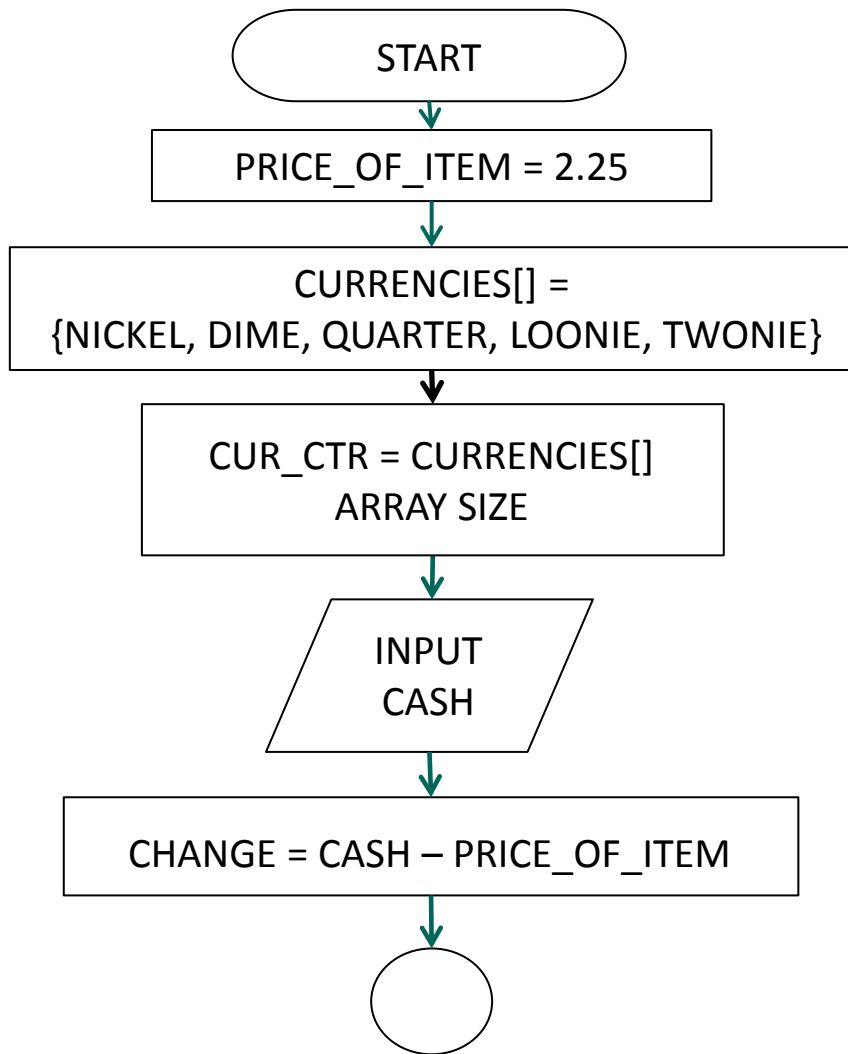 START
PRICE_OF_ITEM = 2.25
CURRENCIES[] =
{NICKEL, DIME, QUARTER, LOONIE, TWONIE}
CUR_CTR = CURRENCIES[]
ARRAY SIZE
INPUT
CASH
CHANGE = CASH – PRICE_OF_ITEM